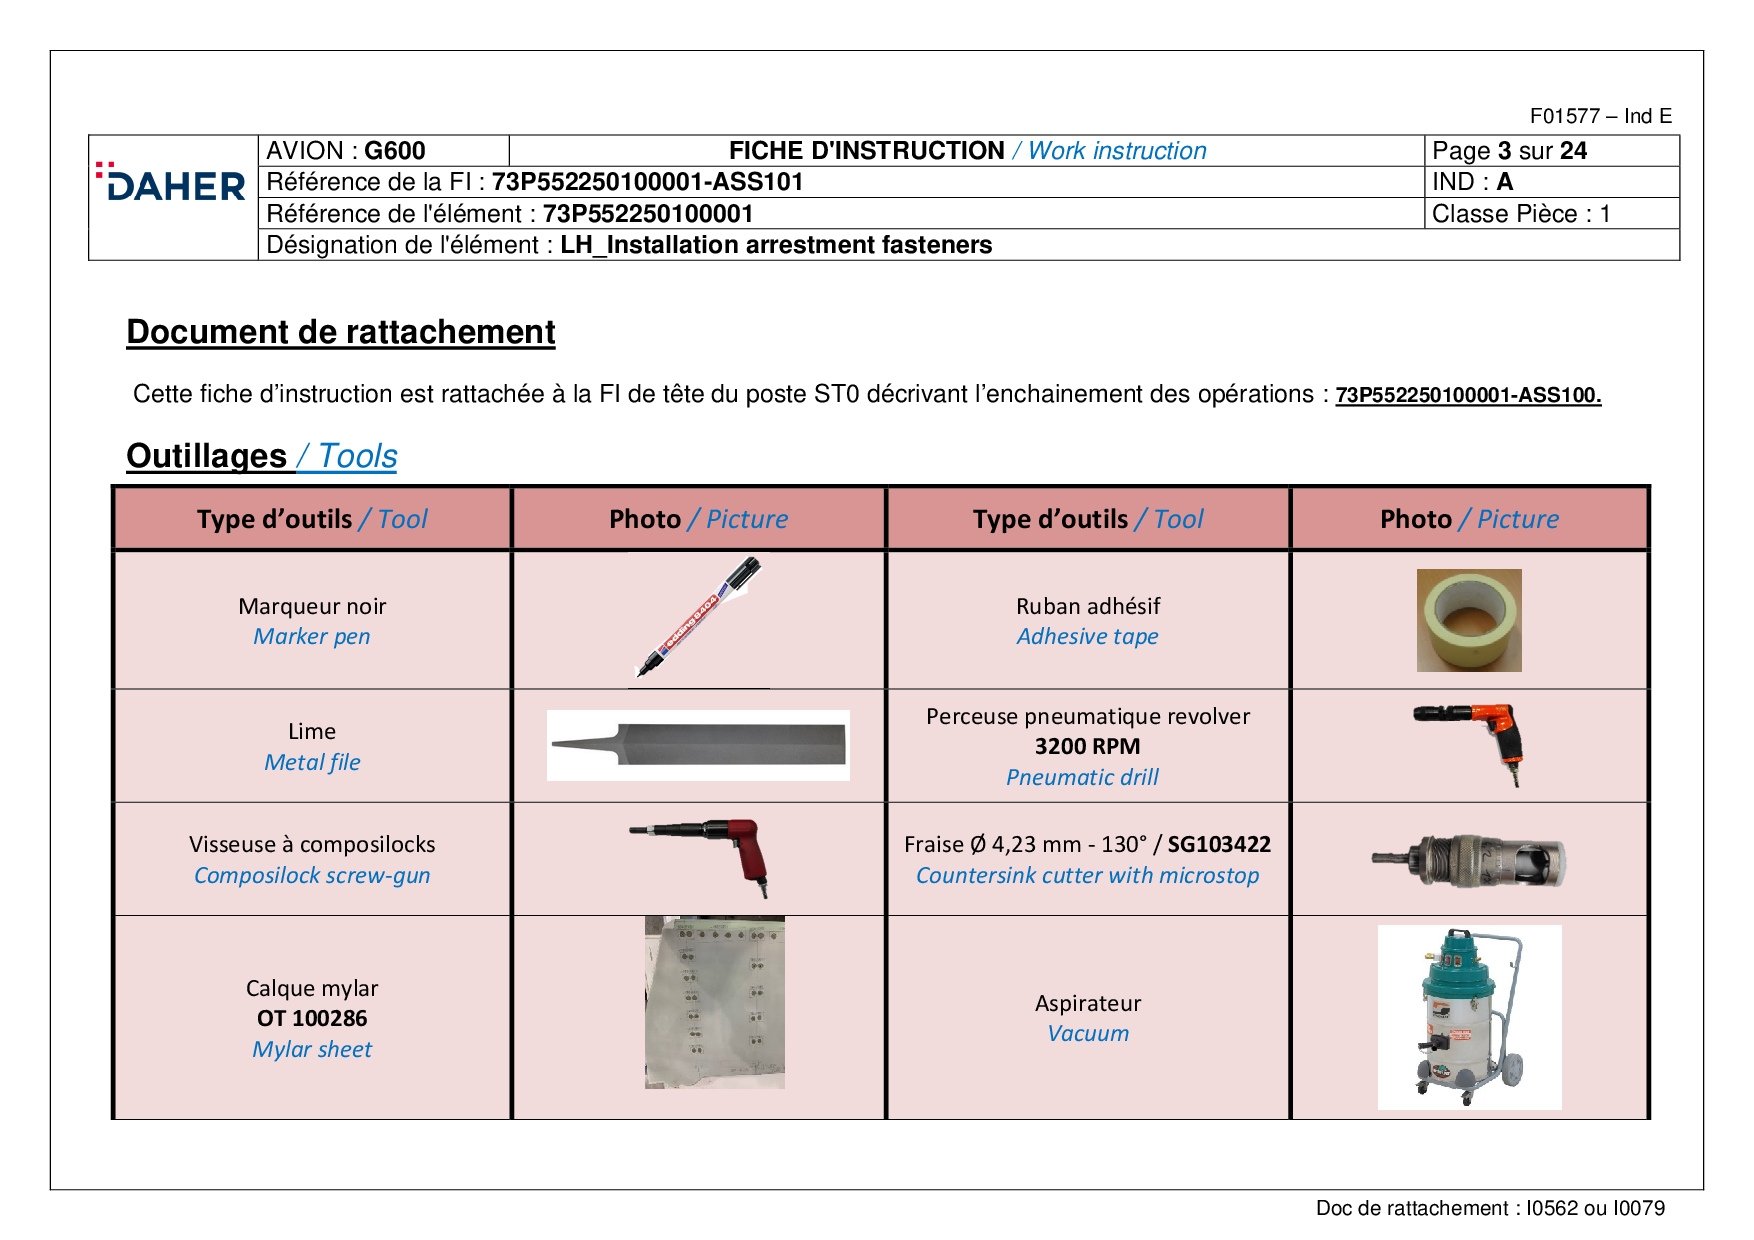 F01577 – Ind E
DAHER
AVION : G600
FICHE D'INSTRUCTION / Work instruction
Page 3 sur 24
Référence de la FI : 73P552250100001-ASS101
IND : A
Référence de l'élément : 73P552250100001
Classe Pièce : 1
Désignation de l'élément : LH_Installation arrestment fasteners
Document de rattachement
Cette fiche d’instruction est rattachée à la FI de tête du poste ST0 décrivant l’enchainement des opérations : 73P552250100001-ASS100.
Outillages / Tools
Type d’outils / Tool
Photo / Picture
Type d’outils / Tool
Photo / Picture
Marqueur noir
Marker pen
edding 8404
Ruban adhésif
Adhesive tape
Lime
Metal file
Perceuse pneumatique revolver
3200 RPM
Pneumatic drill
Visseuse à composilocks
Composilock screw-gun
Fraise Ø 4,23 mm - 130° / SG103422
Countersink cutter with microstop
Calque mylar
OT 100286
Mylar sheet
Aspirateur
Vacuum
Doc de rattachement : I0562 ou I0079